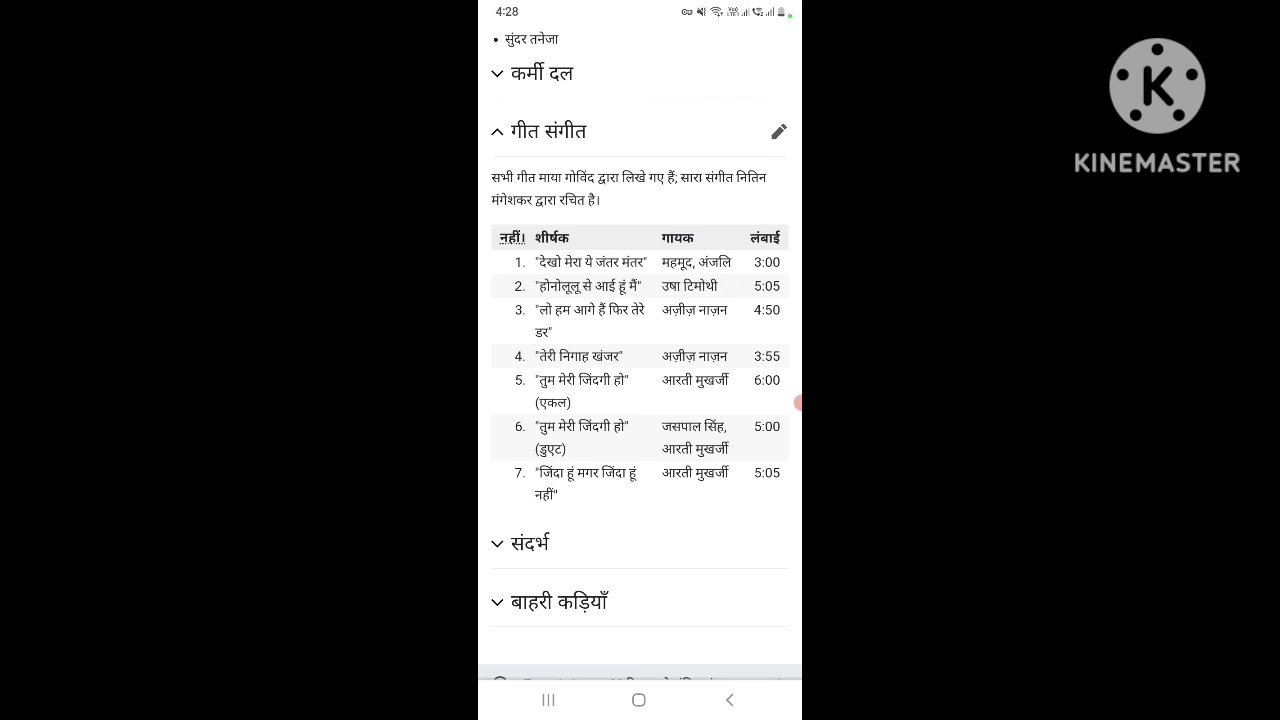 4:28
• सुंदर तनेजा
कर्मी दल
गीत संगीत
सभी गीत माया गोविंद द्वारा लिखे गए हैं; सारा संगीत नितिन
मंगेशकर द्वारा रचित है।
नहीं। शीर्षक गायक लंबाई
1. "देखो मेरा ये जंतर मंतर" महमूद, अंजलि 3:00
2. "होनोलूलू से आई हूं मैं" उषा टिमोथी 5:05
3. "लो हम आगे हैं फिर तेरे अज़ीज़ नाज़न 4:50
डर"
4. "तेरी निगाह खंजर" अज़ीज़ नाज़न 3:55
5. "तुम मेरी जिंदगी हो" आरती मुखर्जी 6:00
(एकल)
6. "तुम मेरी जिंदगी हो" जसपाल सिंह, 5:00
(डुएट) आरती मुखर्जी
7. "जिंदा हूं मगर जिंदा हूं आरती मुखर्जी 5:05
नहीं"
संदर्भ
बाहरी कड़ियाँ
K
KINEMASTER